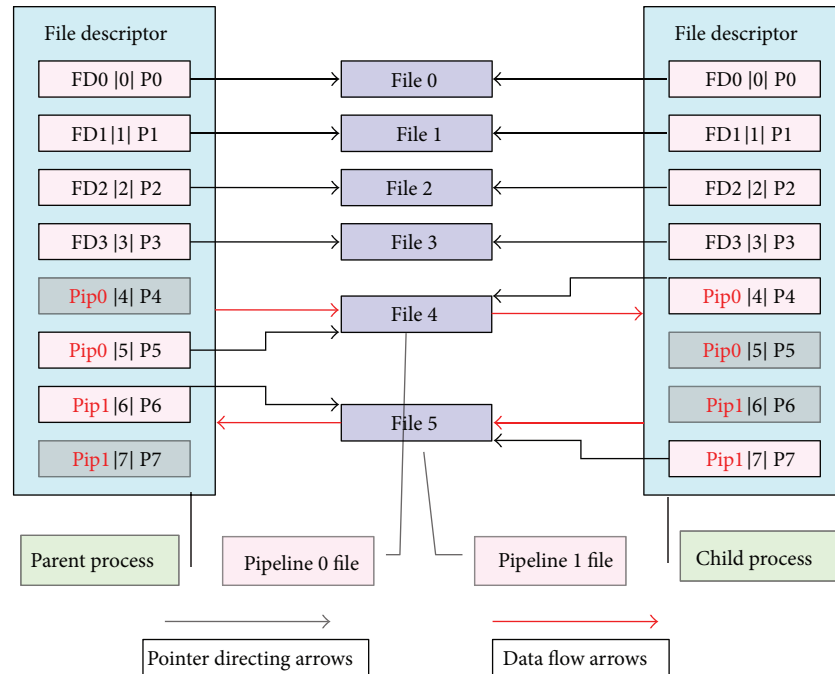 File descriptor
File descriptor
FD0 |0| P0
File 0
FD0 |0| P0
FD1|1| P1
File 1
FD1|1| P1
FD2 |2| P2
File 2
FD2 |2| P2
FD3 |3| P3
File 3
FD3 |3| P3
Pip0 |4| P4
File 4
Pip0 |4| P4
Pip0 |5| P5
Pip0 |5| P5
Pip1 |6| P6
File 5
Pip1 |6| P6
Pip1 |7| P7
Pip1 |7| P7
Parent process
Pipeline 0 file
Pipeline 1 file
Child process
Pointer directing arrows
Data flow arrows